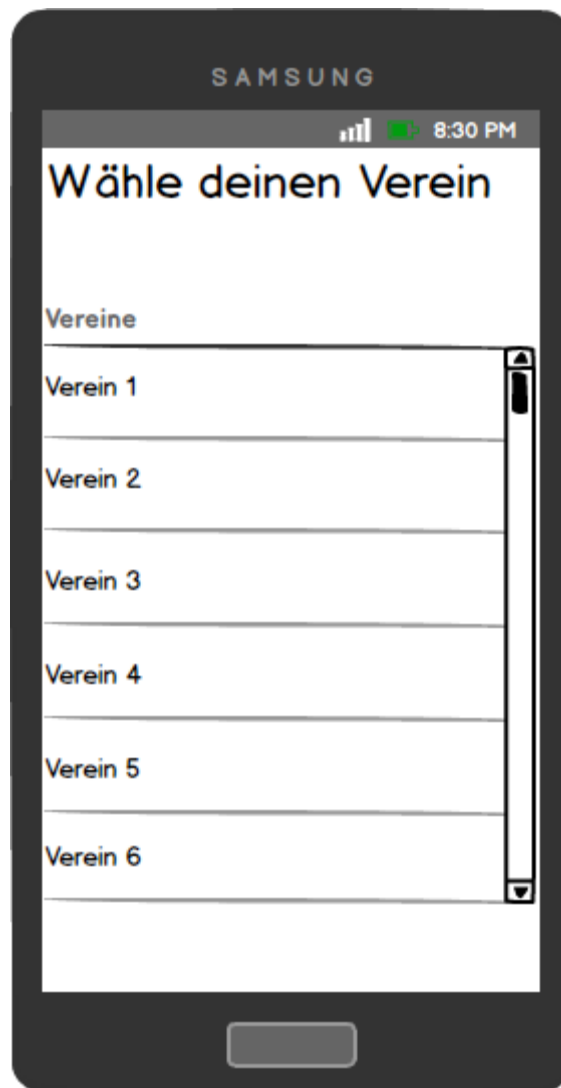 SAMSUNG
8:30 PM
Wähle deinen Verein
Vereine
Verein 1
Verein 2
Verein 3
Verein 4
Verein 5
Verein 6